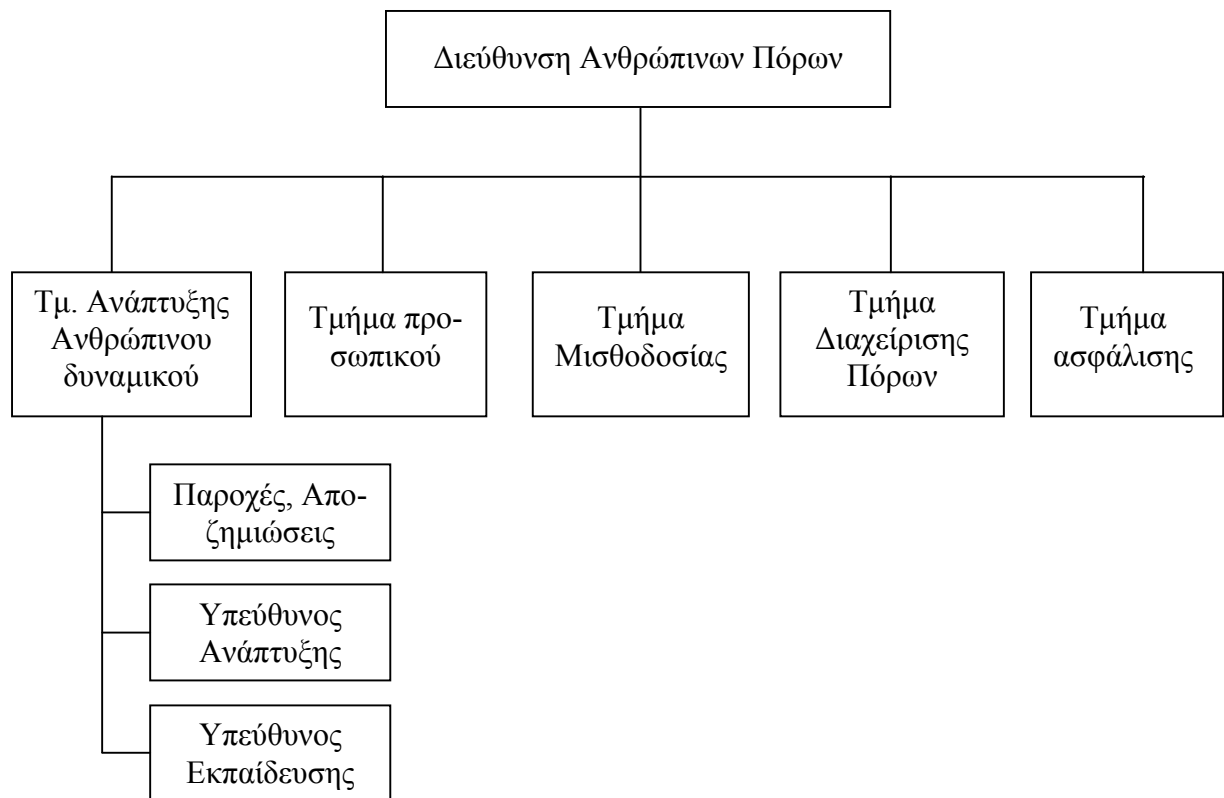 Διεύθυνση Ανθρώπινων Πόρων
Τμ. Ανάπτυξης
Ανθρώπινου
δυναμικού
Τμήμα προ-
σωπικού
Τμήμα
Μισθοδοσίας
Τμήμα
Διαχείρισης
Πόρων
Τμήμα
ασφάλισης
Παροχές, Απο-
ζημιώσεις
Υπεύθυνος
Ανάπτυξης
Υπεύθυνος
Εκπαίδευσης